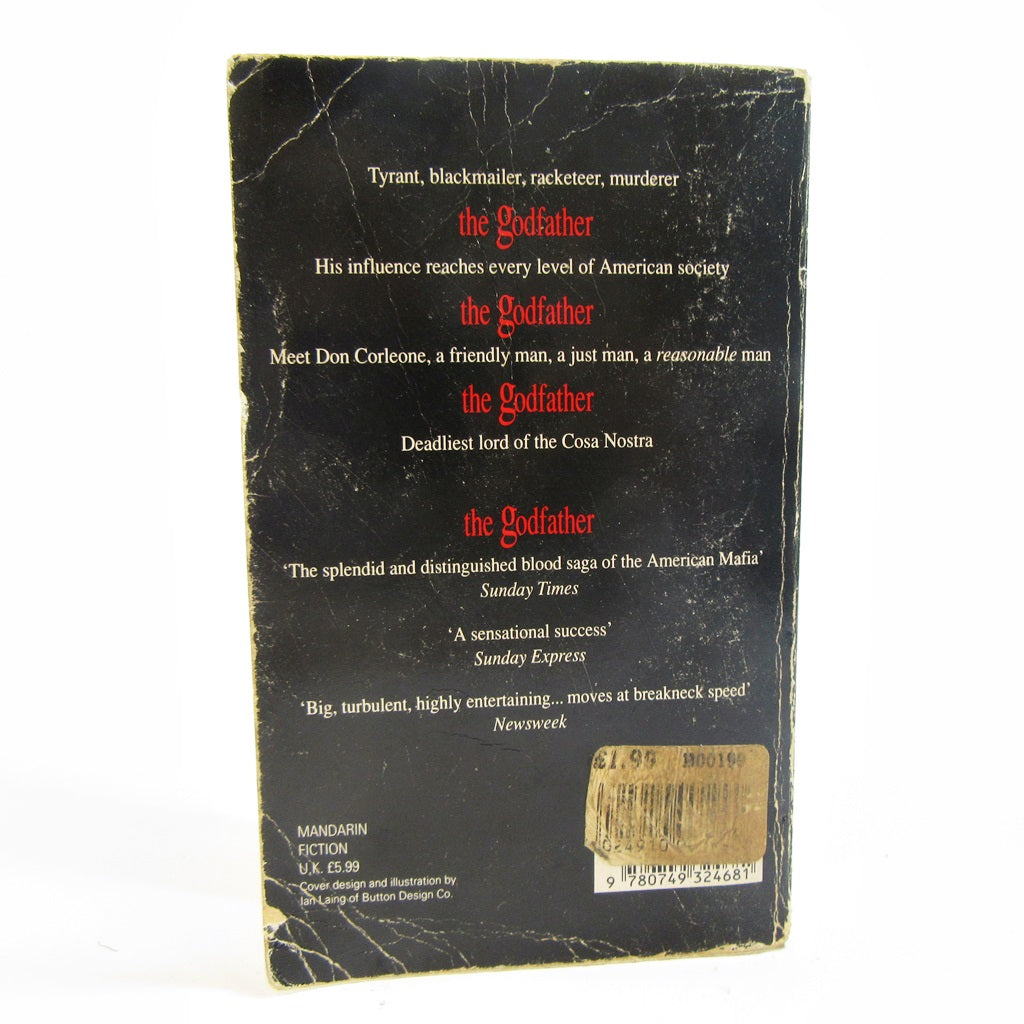 Tyrant, blackmailer, racketeer, murderer
the godfather
His influence reaches every level of American society
the godfather
Meet Don Corleone, a friendly man, a just man, a reasonable man
the godfather
Deadliest lord of the Cosa Nostra
the godfather
‘The splendid and distinguished blood saga of the American Mafia’
Sunday Times
‘A sensational success’
Sunday Express
‘Big, turbulent, highly entertaining... moves at breakneck speed’
Newsweek
£1.99
MANDARIN
FICTION
U.K. £5.99
Cover design and illustration by
Ian Laing of Button Design Co.
9 780749 324681